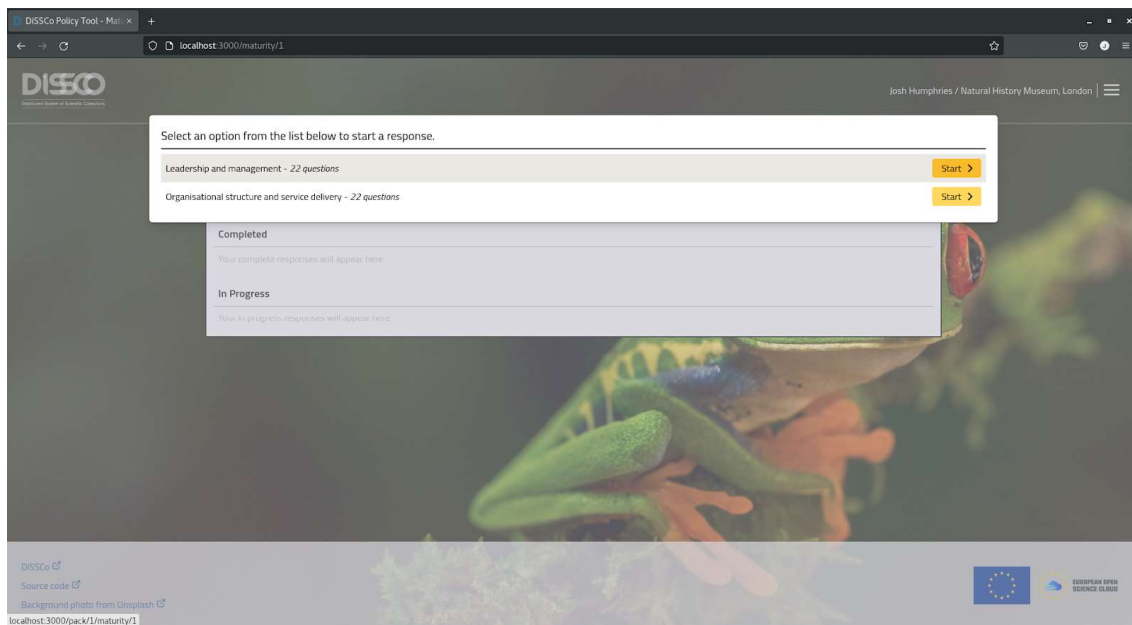 DiSSCo Policy Tool - Matu
localhost:3000/maturity/1
DISSCO
Distributed System of Scientific Collections
Josh Humphries / Natural History Museum, London
Select an option from the list below to start a response.
Leadership and management - 22 questions
Start
Organisational structure and service delivery - 22 questions
Start
Completed
Your complete responses will appear here
In Progress
Your in progress responses will appear here
DiSSCo
Source code
Background photo from Unsplash
EUROPEAN OPEN
SCIENCE CLOUD
localhost:3000/pack/1/maturity/1